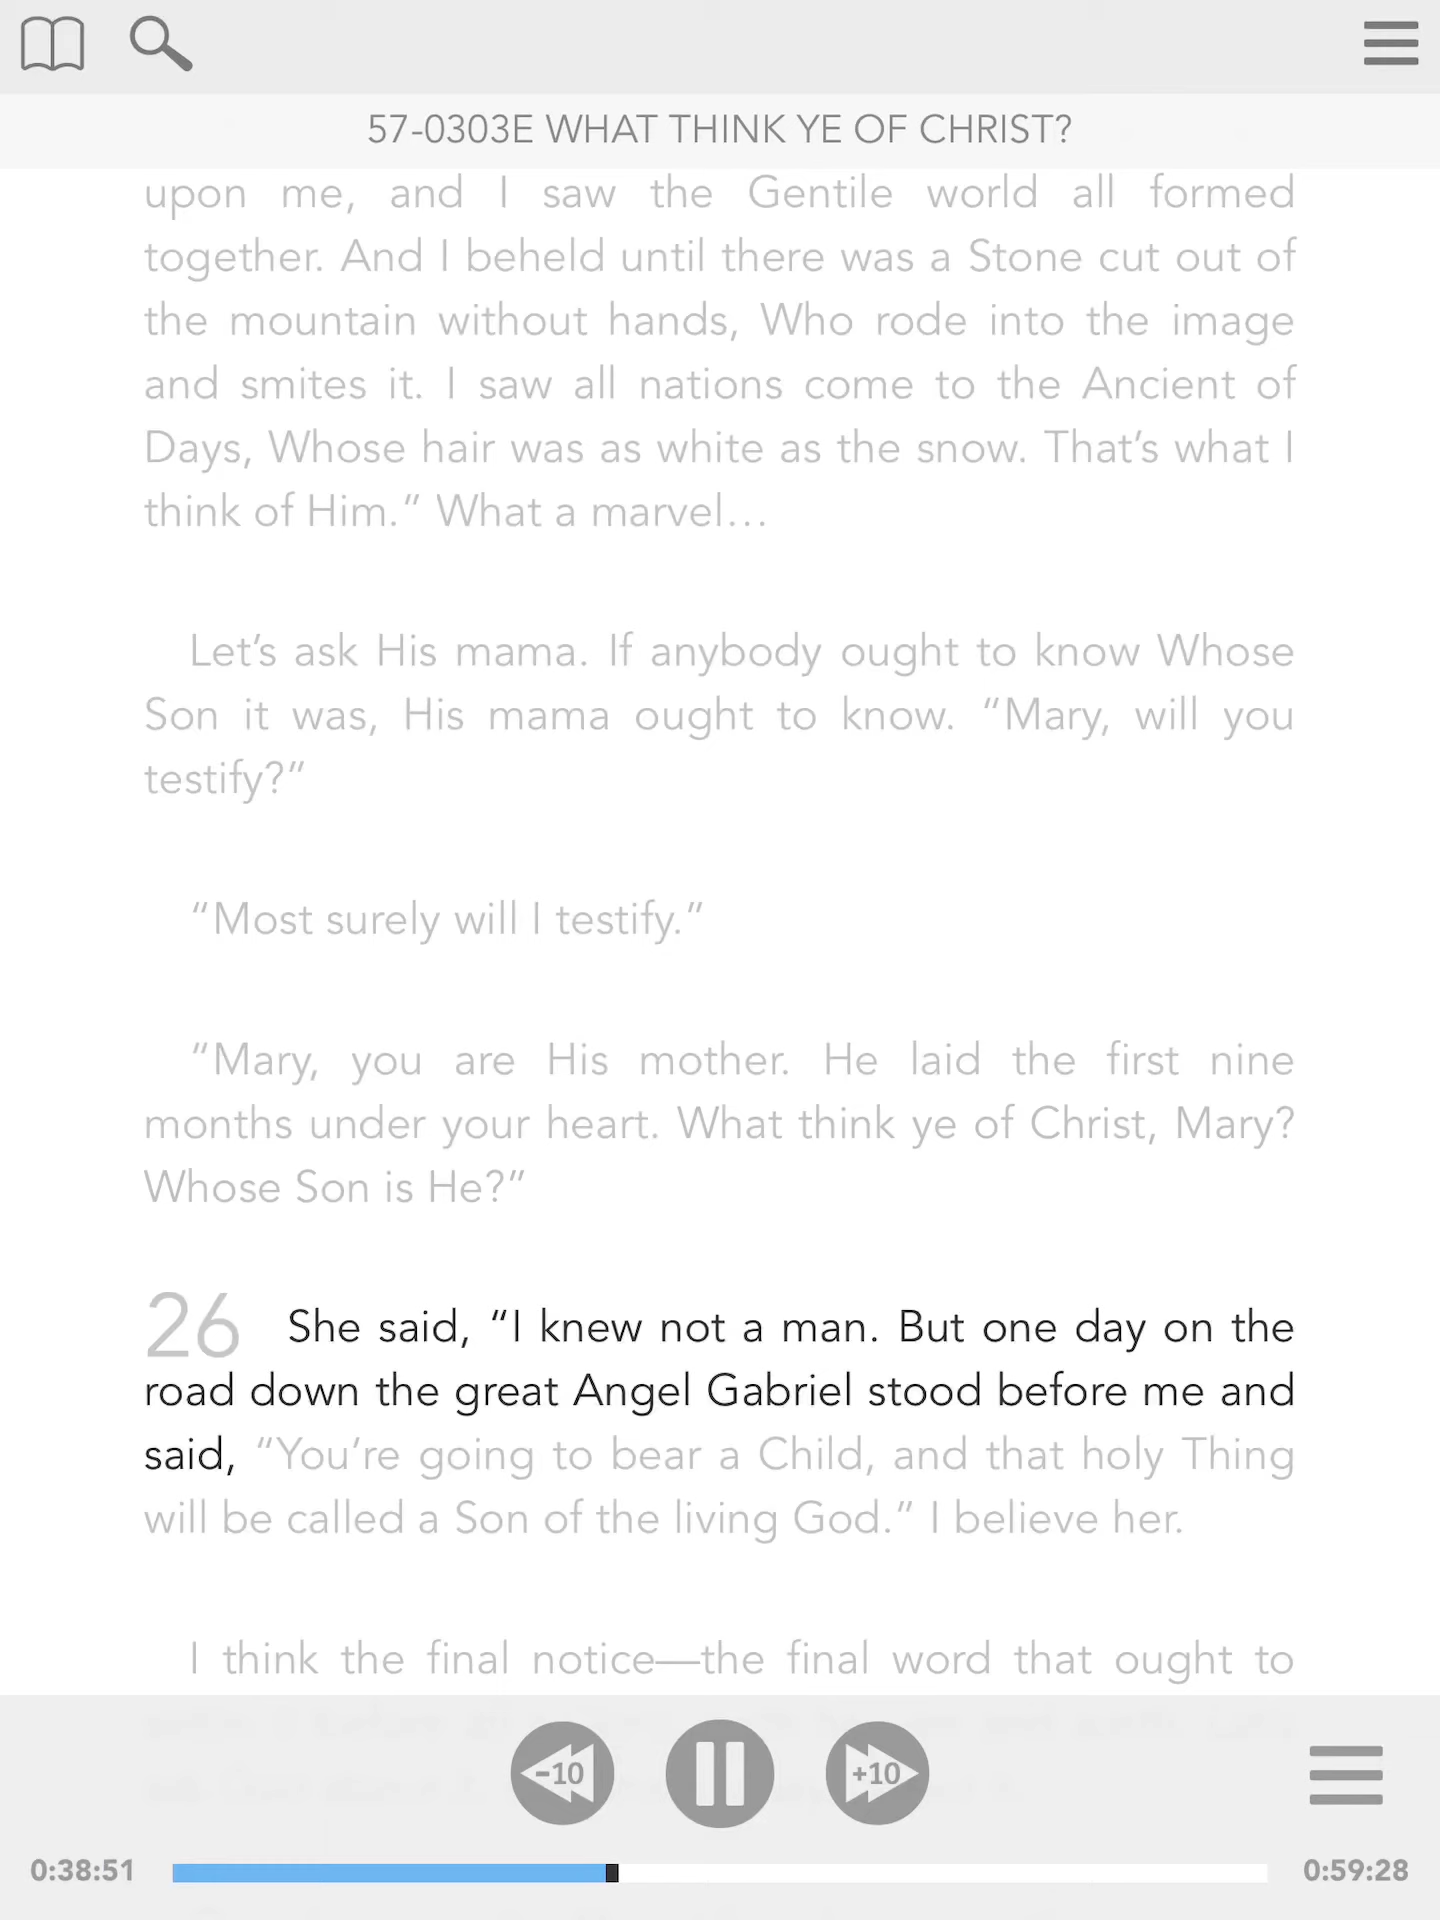 57-0303E WHAT THINK YE OF CHRIST?
upon me, and I saw the Gentile world all formed
together. And I beheld until there was a Stone cut out of
the mountain without hands, Who rode into the image
and smites it. I saw all nations come to the Ancient of
Days, Whose hair was as white as the snow. That’s what I
think of Him.” What a marvel…
Let’s ask His mama. If anybody ought to know Whose
Son it was, His mama ought to know. “Mary, will you
testify?”
“Most surely will I testify.”
“Mary, you are His mother. He laid the first nine
months under your heart. What think ye of Christ, Mary?
Whose Son is He?”
26 She said, “I knew not a man. But one day on the
road down the great Angel Gabriel stood before me and
said, “You’re going to bear a Child, and that holy Thing
will be called a Son of the living God.” I believe her.
I think the final notice—the final word that ought to
-10 +10
0:38:51 0:59:28